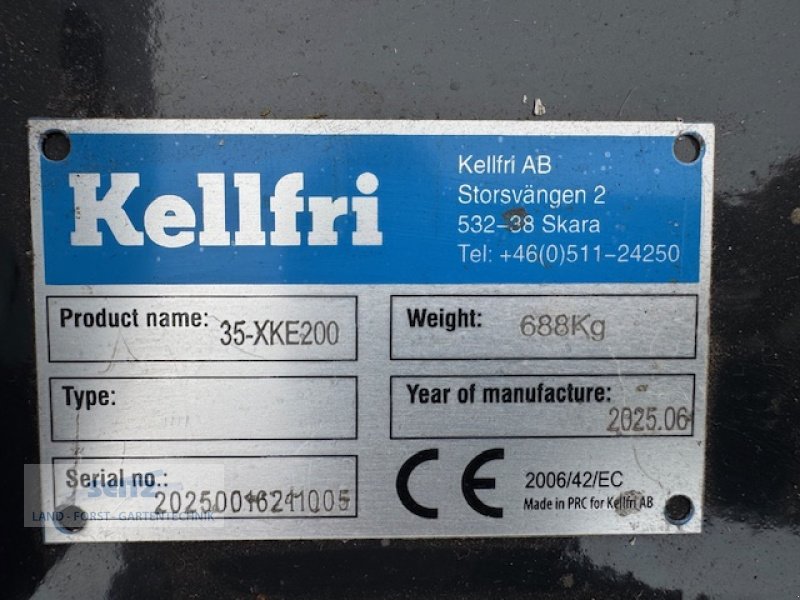 Kellfri
Kellfri AB
Storsvängen 2
532-38 Skara
Tel: +46(0)511-24250
Product name: 35-XKE200
Weight: 688Kg
Type:
Year of manufacture: 2025.06
Serial no.:
CE
2006/42/EC
Made in PRC for Kellfri AB
LAND - FORST - GARTENTECHNIK